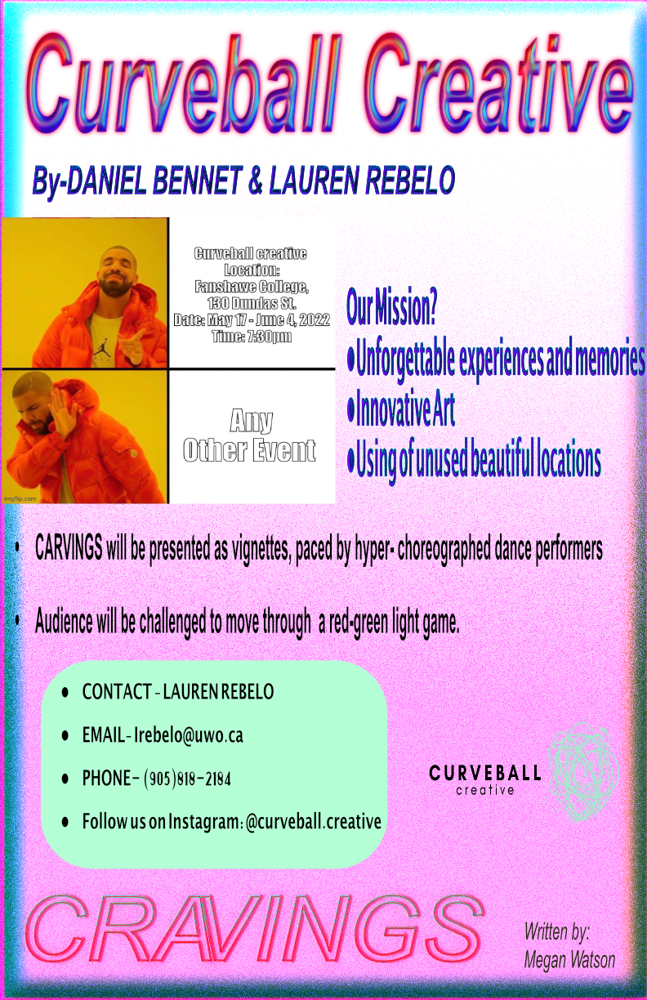 Curveball Creative
By-DANIEL BENNET & LAUREN REBELO
Curveball creative
Location:
Fanshawe College,
130 Dundas St.
Date: May 17 - June 4, 2022
Time: 7:30pm
Any
Other Event
imgflip.com
Our Mission?
•Unforgettable experiences and memories
•Innovative Art
•Using of unused beautiful locations
• CARVINGS will be presented as vignettes, paced by hyper- choreographed dance performers
• Audience will be challenged to move through a red-green light game.
• CONTACT - LAUREN REBELO
• EMAIL- lrebelo@uwo.ca
• PHONE- (905)818-2184
• Follow us on Instagram: @curveball.creative
CURVEBALL
creative
CRAVINGS
Written by:
Megan Watson